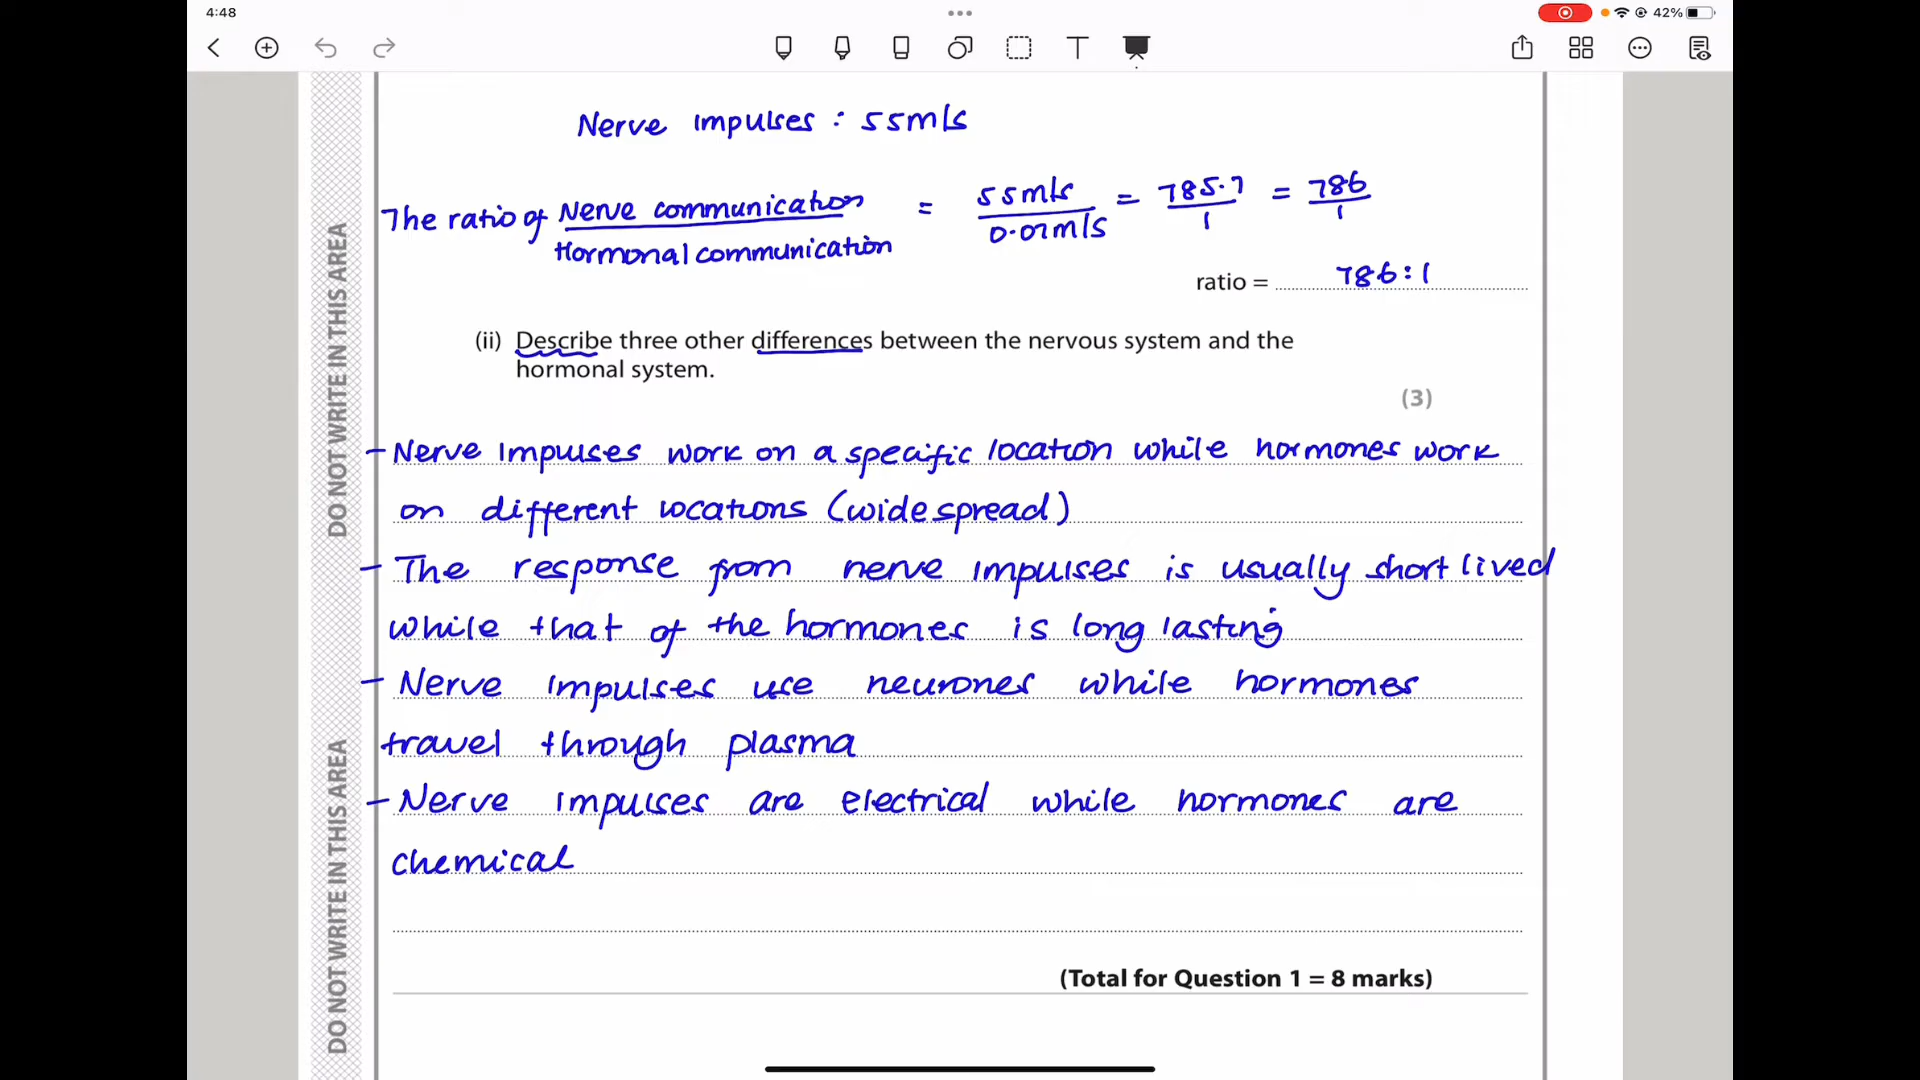 4:48
42%
Nerve impulses : 55m/s
The ratio of Nerve communication = 55m/s = 785.7 = 786
Hormonal communication 0.07m/s 1 1
ratio = 786:1
(ii) Describe three other differences between the nervous system and the
hormonal system.
(3)
- Nerve impulses work on a specific location while hormones work
on different locations (widespread)
- The response from nerve impulses is usually short lived
while that of the hormones is long lasting
- Nerve impulses use neurones while hormones
travel through plasma
- Nerve impulses are electrical while hormones are
chemical
(Total for Question 1 = 8 marks)
DO NOT WRITE IN THIS AREA
DO NOT WRITE IN THIS AREA